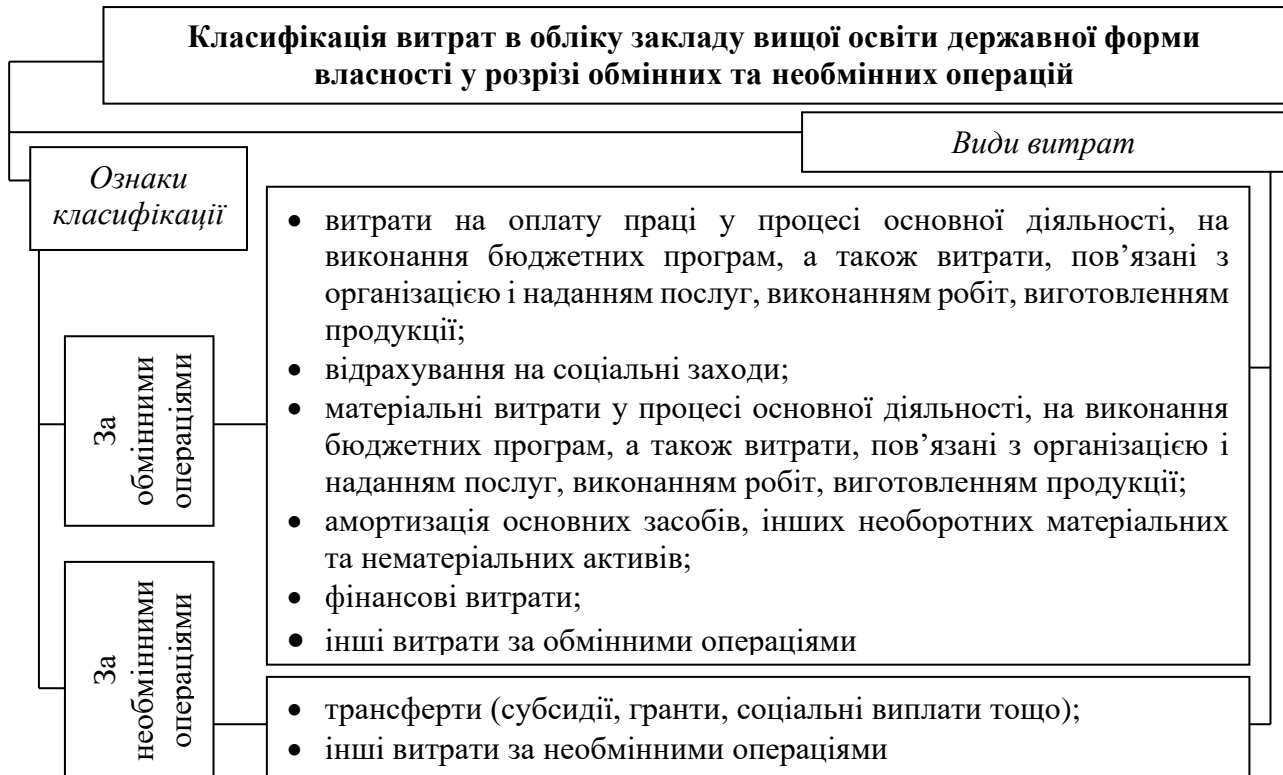 Класифікація витрат в обліку закладу вищої освіти державної форми
власності у розрізі обмінних та необмінних операцій
Види витрат
Ознаки
класифікації
За
обмінними
операціями
• витрати на оплату праці у процесі основної діяльності, на
виконання бюджетних програм, а також витрати, пов’язані з
організацією і наданням послуг, виконанням робіт, виготовленням
продукції;
• відрахування на соціальні заходи;
• матеріальні витрати у процесі основної діяльності, на виконання
бюджетних програм, а також витрати, пов’язані з організацією і
наданням послуг, виконанням робіт, виготовленням продукції;
• амортизація основних засобів, інших необоротних матеріальних
та нематеріальних активів;
• фінансові витрати;
• інші витрати за обмінними операціями
За
необмінними
операціями
• трансферти (субсидії, гранти, соціальні виплати тощо);
• інші витрати за необмінними операціями